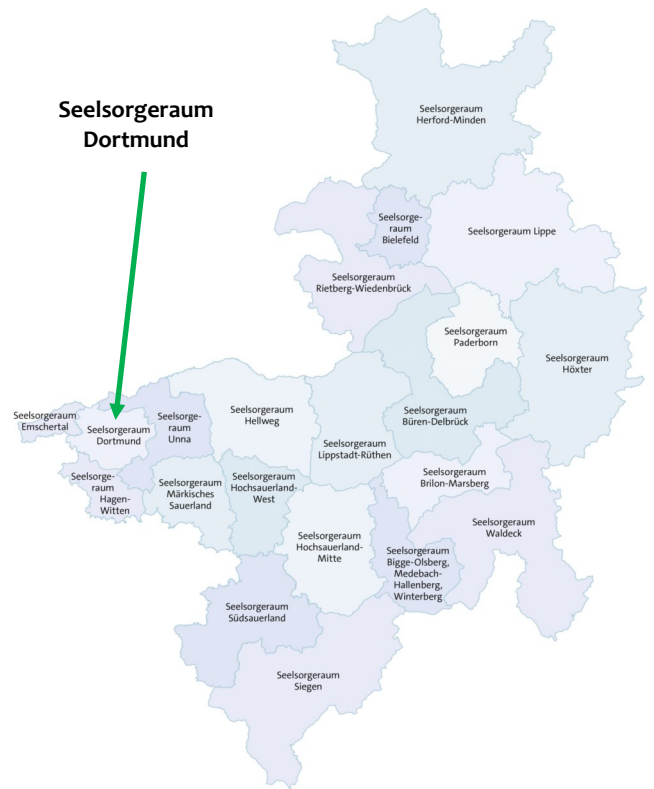 Seelsorgeraum
Dortmund
Seelsorgeraum
Herford-Minden
Seelsorge-
raum
Bielefeld
Seelsorgeraum Lippe
Seelsorgeraum
Rietberg-Wiedenbrück
Seelsorgeraum
Paderborn
Seelsorgeraum
Höxter
Seelsorgeraum
Emschertal
Seelsorgeraum
Dortmund
Seelsorge-
raum
Unna
Seelsorgeraum
Hellweg
Seelsorgeraum
Lippstadt-Rüthen
Seelsorgeraum
Büren-Delbrück
Seelsorge-
raum
Hagen-
Witten
Seelsorgeraum
Märkisches
Sauerland
Seelsorgeraum
Hochsauerland-
West
Seelsorgeraum
Brilon-Marsberg
Seelsorgeraum
Waldeck
Seelsorgeraum
Hochsauerland-
Mitte
Seelsorgeraum
Bigge-Olsberg,
Medebach-
Hallenberg,
Winterberg
Seelsorgeraum
Südsauerland
Seelsorgeraum
Siegen